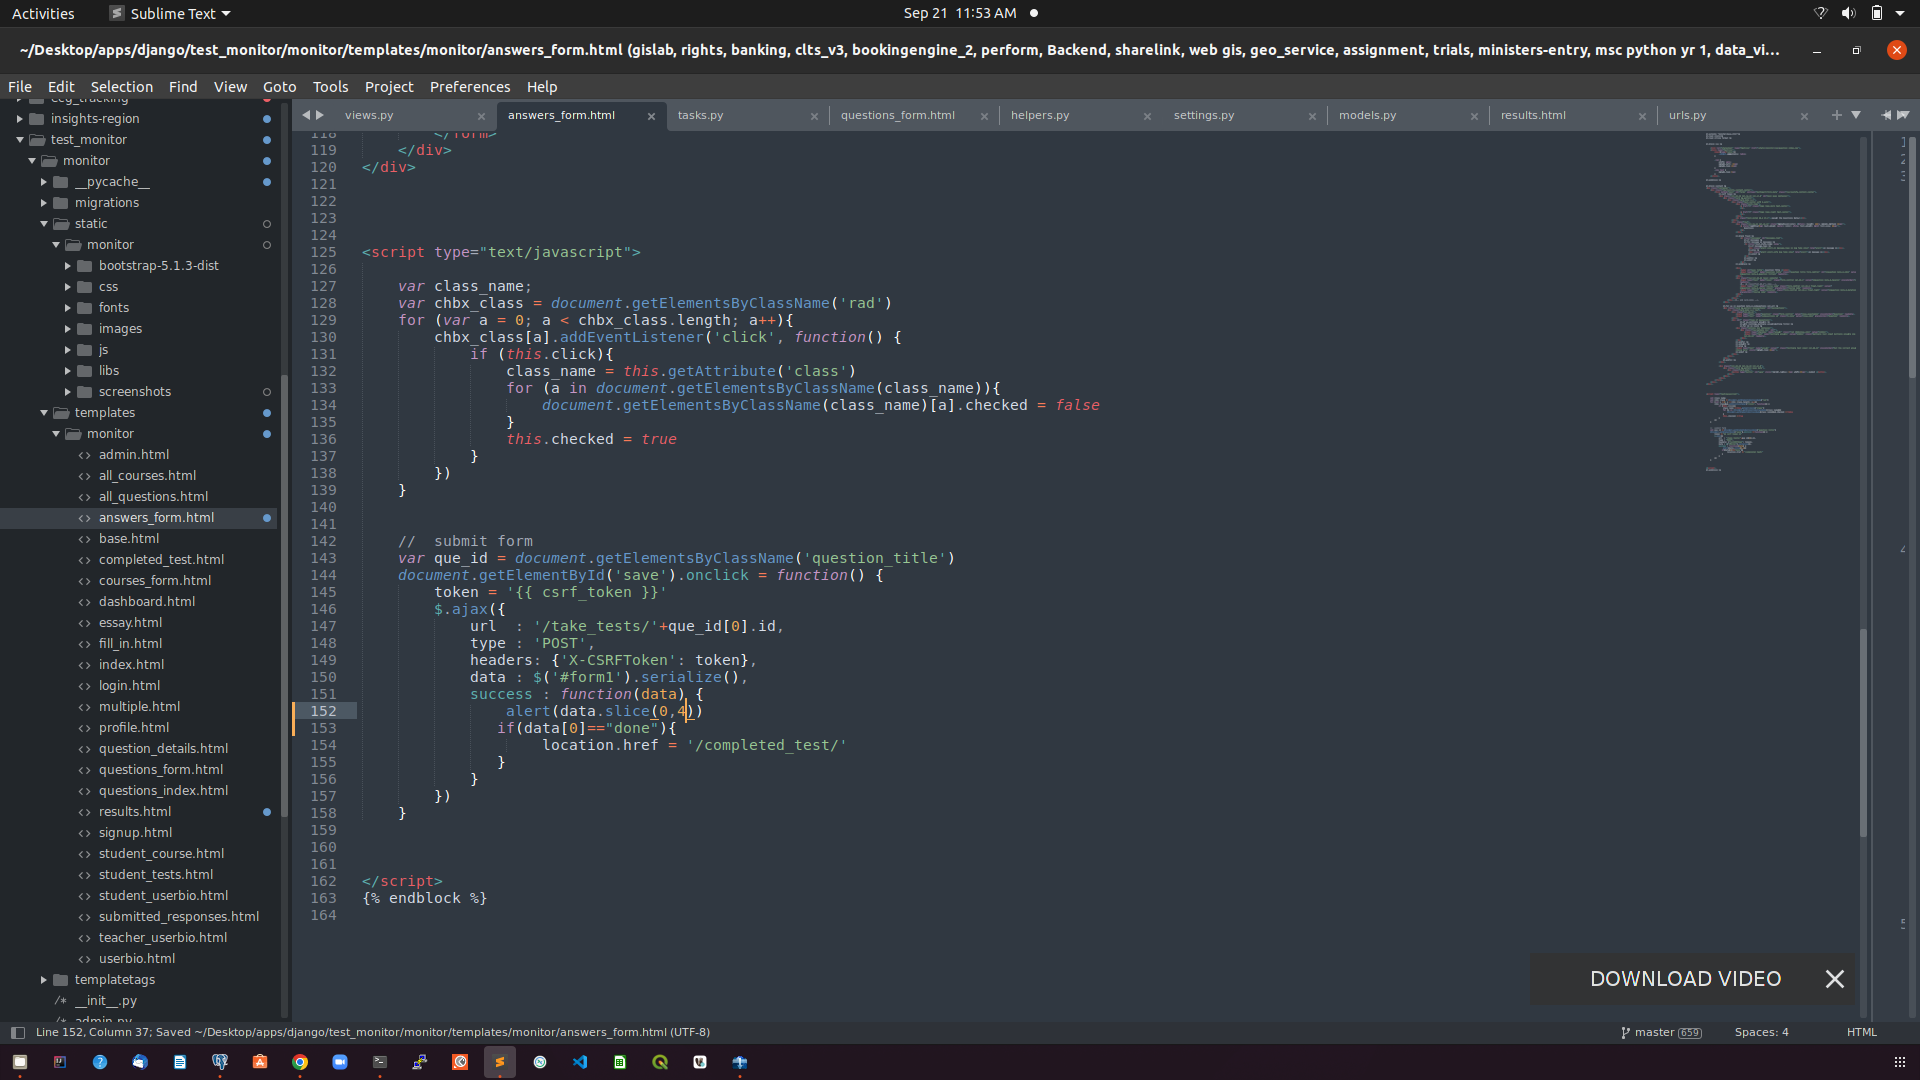 Activities
Sublime Text
Sep 21 11:53 AM
~/Desktop/apps/django/test_monitor/monitor/templates/monitor/answers_form.html (gislab, rights, banking, clts_v3, bookingengine_2, perform, Backend, sharelink, web gis, geo_service, assignment, trials, ministers-entry, msc python yr 1, data_vi...
File Edit Selection Find View Goto Tools Project Preferences Help
insights-region
test_monitor
monitor
__pycache__
migrations
static
monitor
bootstrap-5.1.3-dist
css
fonts
images
js
libs
screenshots
templates
monitor
admin.html
all_courses.html
all_questions.html
answers_form.html
base.html
completed_test.html
courses_form.html
dashboard.html
essay.html
fill_in.html
index.html
login.html
multiple.html
profile.html
question_details.html
questions_form.html
questions_index.html
results.html
signup.html
student_course.html
student_tests.html
student_userbio.html
submitted_responses.html
teacher_userbio.html
userbio.html
templatetags
__init__.py
admin.py
views.py answers_form.html tasks.py questions_form.html helpers.py settings.py models.py results.html urls.py
118 </form>
119 </div>
120 </div>
121
122
123
124
125 <script type="text/javascript">
126
127 var class_name;
128 var chbx_class = document.getElementsByClassName('rad')
129 for (var a = 0; a < chbx_class.length; a++){
130 chbx_class[a].addEventListener('click', function() {
131 if (this.click){
132 class_name = this.getAttribute('class')
133 for (a in document.getElementsByClassName(class_name)){
134 document.getElementsByClassName(class_name)[a].checked = false
135 }
136 this.checked = true
137 }
138 })
139 }
140
141
142 //  submit form
143 var que_id = document.getElementsByClassName('question_title')
144 document.getElementById('save').onclick = function() {
145 token = '{{ csrf_token }}'
146 $.ajax({
147 url  : '/take_tests/'+que_id[0].id,
148 type : 'POST',
149 headers: {'X-CSRFToken': token},
150 data : $('#form1').serialize(),
151 success : function(data) {
152 alert(data.slice(0,4))
153 if(data[0]=="done"){
154 location.href = '/completed_test/'
155 }
156 }
157 })
158 }
159
160
161
162 </script>
163 {% endblock %}
164
DOWNLOAD VIDEO
Line 152, Column 37; Saved ~/Desktop/apps/django/test_monitor/monitor/templates/monitor/answers_form.html (UTF-8)
master 659
Spaces: 4
HTML